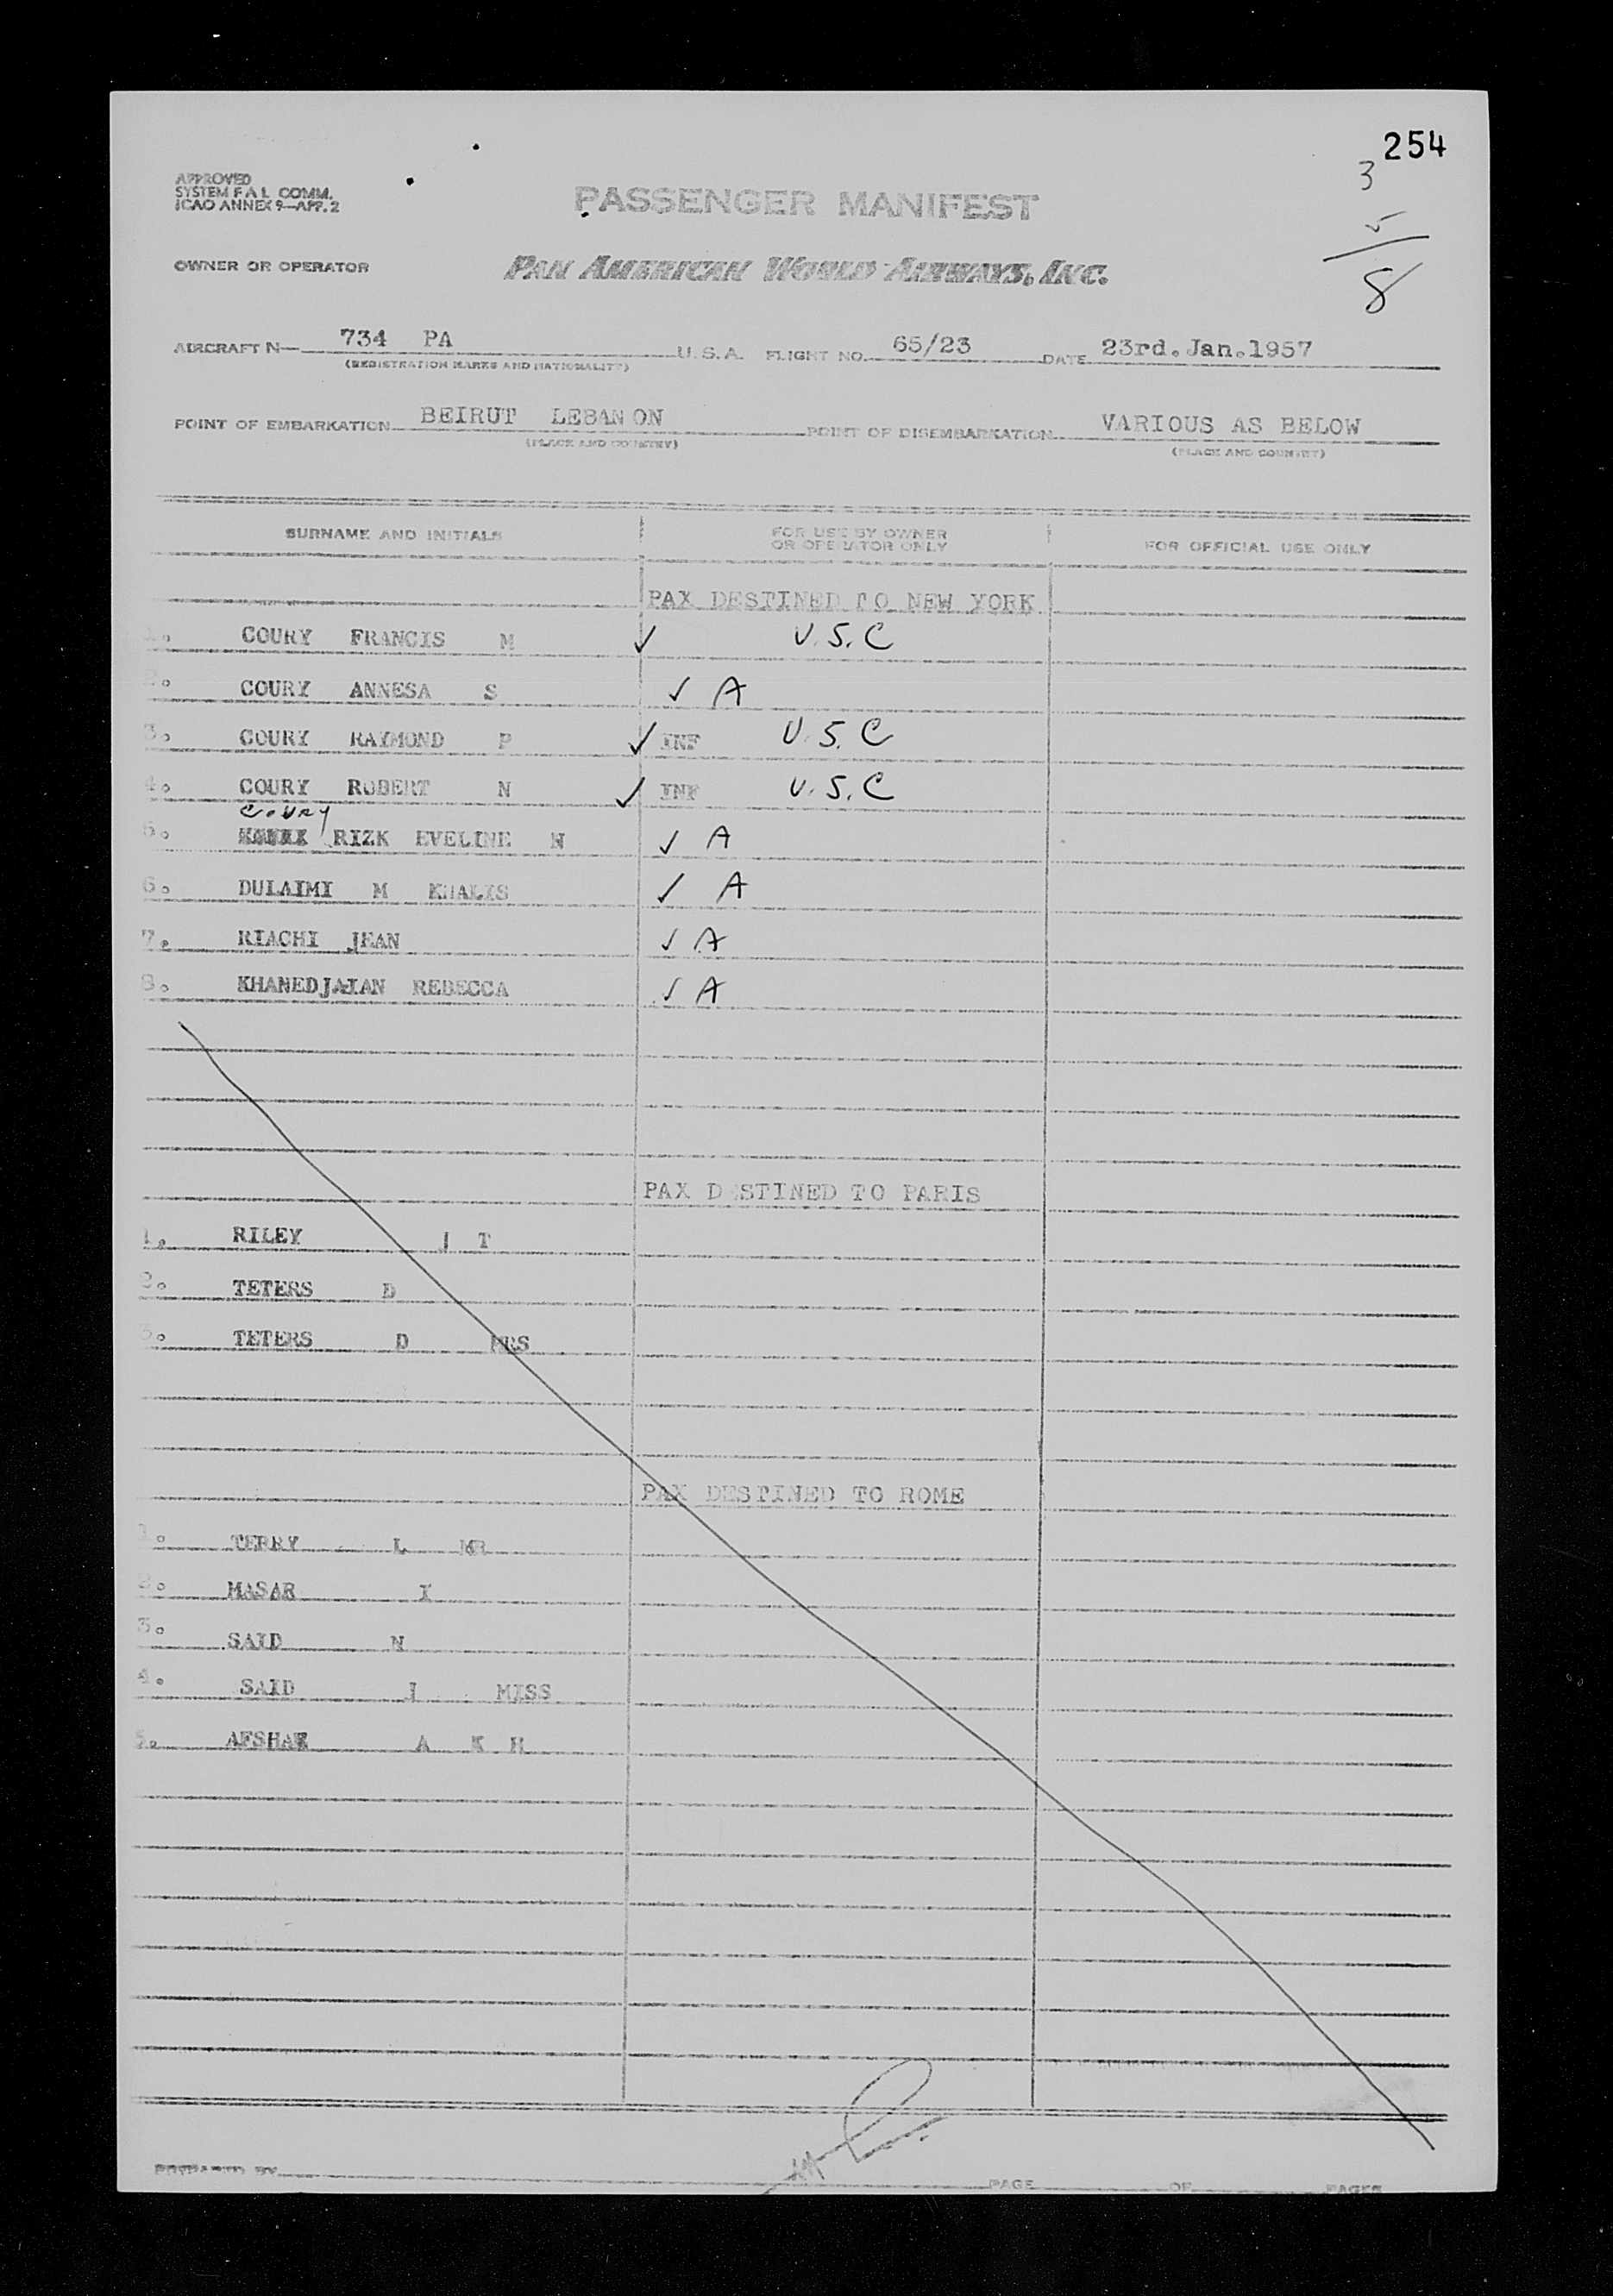 254
3
5
8
APPROVED
SYSTEM F A L COMM.
ICAO ANNEX 9—APP. 2
PASSENGER MANIFEST
OWNER OR OPERATOR
PAN AMERICAN WORLD AIRWAYS, INC.
AIRCRAFT N— 734 PA U. S. A. FLIGHT NO. 65/23 DATE 23rd.Jan.1957
(REGISTRATION MARKS AND NATIONALITY)
POINT OF EMBARKATION BEIRUT LEBANON POINT OF DISEMBARKATION VARIOUS AS BELOW
(PLACE AND COUNTRY) (PLACE AND COUNTRY)
SURNAME AND INITIALS FOR USE BY OWNER OR OPERATOR ONLY FOR OFFICIAL USE ONLY
PAX DESTINED TO NEW YORK
1. COURY FRANCIS M ✓ U.S.C
2. COURY ANNESA S ✓ A
3. COURY RAYMOND P ✓ INF U.S.C
4. COURY ROBERT N ✓ INF U.S.C
COURY
5. RIZK EVELINE N ✓ A
6. DULAIMI M KHALIS ✓ A
7. RIACHI JEAN ✓ A
8. KHANEDJAIAN REBECCA ✓ A
PAX DESTINED TO PARIS
1. RILEY J T
2. TETERS D
3. TETERS D MRS
PAX DESTINED TO ROME
1. TERRY L MR
2. MASAR I
3. SAID N
4. SAID I MISS
5. AFSHAR A K H
PREPARED BY PAGE OF PAGES